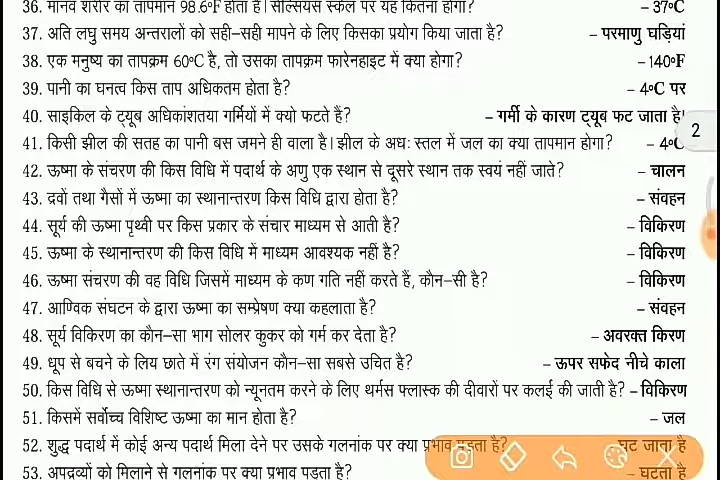 36. मानव शरीर का तापमान 98.6°F होता है। सेल्सियस स्केल पर यह कितना होगा? – 37°C
37. अति लघु समय अन्तरालों को सही–सही मापने के लिए किसका प्रयोग किया जाता है? – परमाणु घड़ियां
38. एक मनुष्य का तापक्रम 60°C है, तो उसका तापक्रम फारेनहाइट में क्या होगा? – 140°F
39. पानी का घनत्व किस ताप अधिकतम होता है? – 4°C पर
40. साइकिल के ट्यूब अधिकांशतया गर्मियों में क्यो फटते हैं? – गर्मी के कारण ट्यूब फट जाता है।
2
41. किसी झील की सतह का पानी बस जमने ही वाला है। झील के अधः स्तल में जल का क्या तापमान होगा? – 4°C
42. ऊष्मा के संचरण की किस विधि में पदार्थ के अणु एक स्थान से दूसरे स्थान तक स्वयं नहीं जाते? – चालन
43. द्रवों तथा गैसों में ऊष्मा का स्थानान्तरण किस विधि द्वारा होता है? – संवहन
44. सूर्य की ऊष्मा पृथ्वी पर किस प्रकार के संचार माध्यम से आती है? – विकिरण
45. ऊष्मा के स्थानान्तरण की किस विधि में माध्यम आवश्यक नहीं है? – विकिरण
46. ऊष्मा संचरण की वह विधि जिसमें माध्यम के कण गति नहीं करते हैं, कौन–सी है? – विकिरण
47. आण्विक संघटन के द्वारा ऊष्मा का सम्प्रेषण क्या कहलाता है? – संवहन
48. सूर्य विकिरण का कौन–सा भाग सोलर कुकर को गर्म कर देता है? – अवरक्त किरण
49. धूप से बचने के लिय छाते में रंग संयोजन कौन–सा सबसे उचित है? – ऊपर सफेद नीचे काला
50. किस विधि से ऊष्मा स्थानान्तरण को न्यूनतम करने के लिए थर्मस फ्लास्क की दीवारों पर कलई की जाती है? – विकिरण
51. किसमें सर्वोच्च विशिष्ट ऊष्मा का मान होता है? – जल
52. शुद्ध पदार्थ में कोई अन्य पदार्थ मिला देने पर उसके गलनांक पर क्या प्रभाव पड़ता है? घट जाता है
53. अपद्रव्यों को मिलाने से गलनांक पर क्या प्रभाव पड़ता है? – घटता है